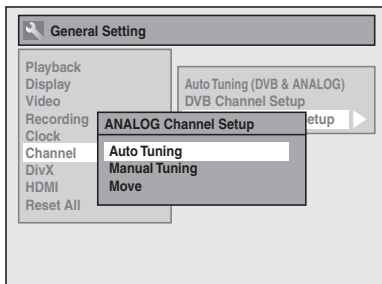 General Setting
Playback
Display
Video
Recording
Clock
Channel
DivX
HDMI
Reset All
Auto Tuning (DVB & ANALOG)
DVB Channel Setup
etup
ANALOG Channel Setup
Auto Tuning
Manual Tuning
Move